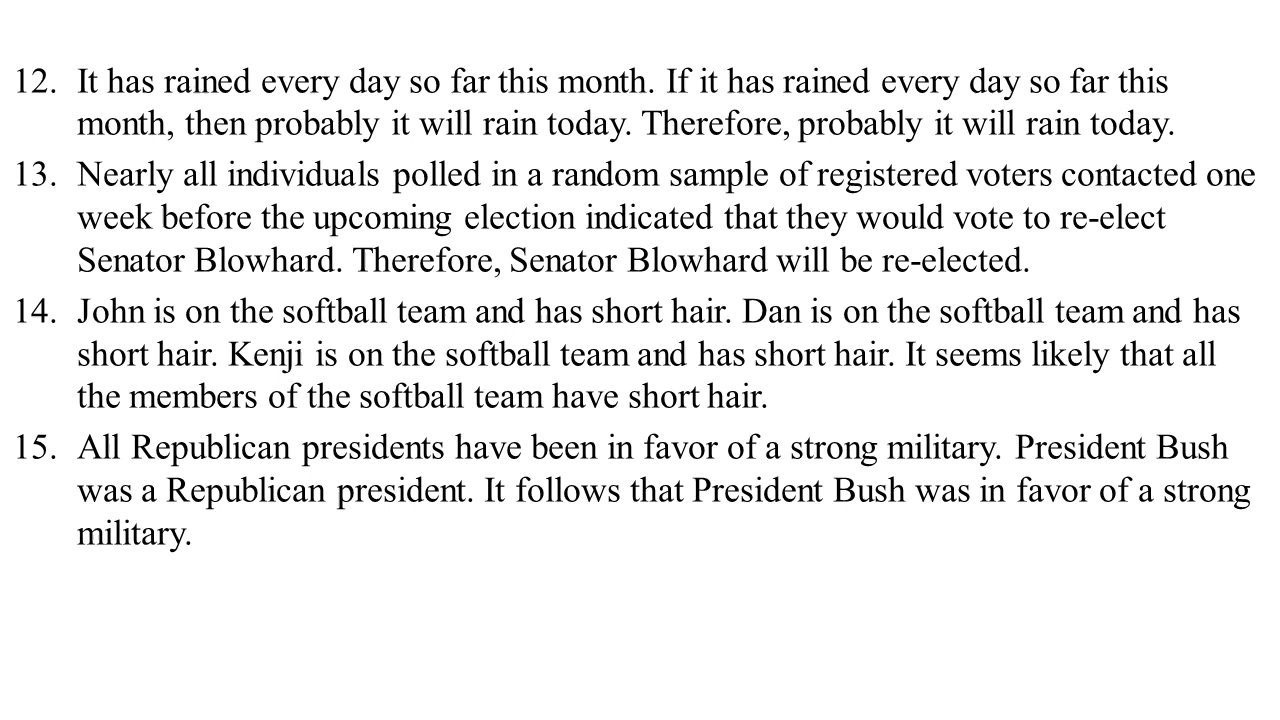 12. It has rained every day so far this month. If it has rained every day so far this
month, then probably it will rain today. Therefore, probably it will rain today.
13. Nearly all individuals polled in a random sample of registered voters contacted one
week before the upcoming election indicated that they would vote to re-elect
Senator Blowhard. Therefore, Senator Blowhard will be re-elected.
14. John is on the softball team and has short hair. Dan is on the softball team and has
short hair. Kenji is on the softball team and has short hair. It seems likely that all
the members of the softball team have short hair.
15. All Republican presidents have been in favor of a strong military. President Bush
was a Republican president. It follows that President Bush was in favor of a strong
military.